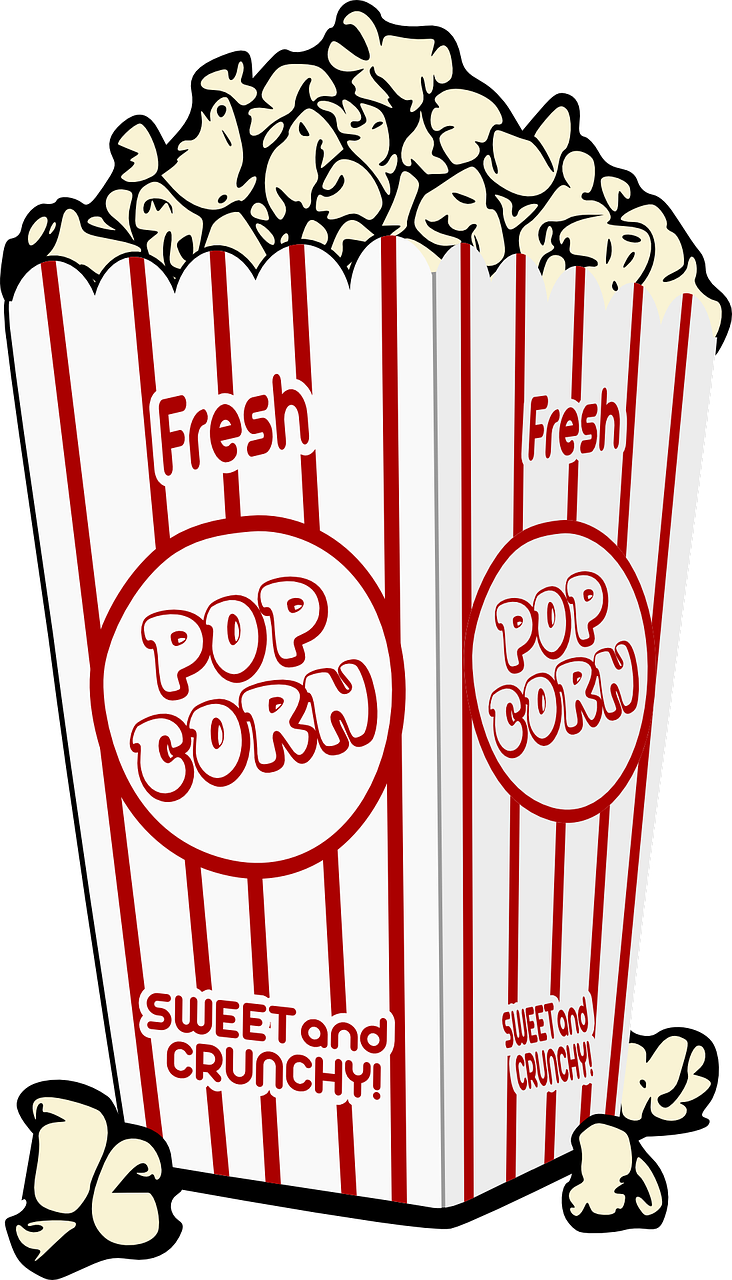 Fresh
POP
CORN
SWEET and
CRUNCHY!
Fresh
POP
CORN
SWEET and
CRUNCHY!